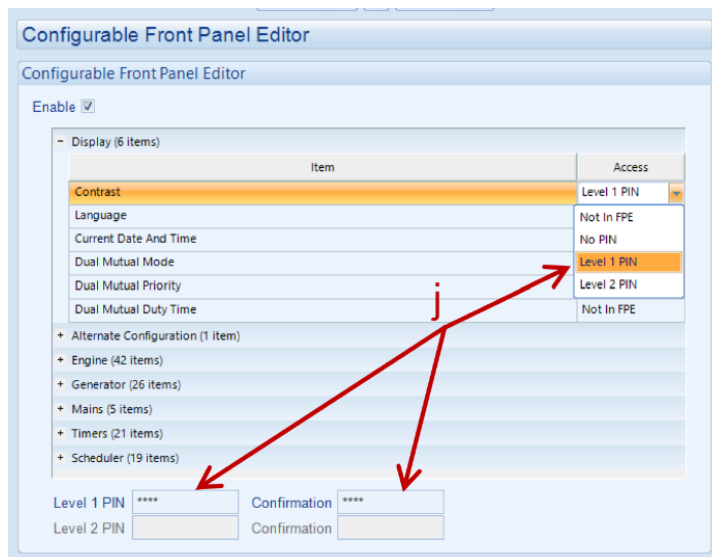 Configurable Front Panel Editor
Configurable Front Panel Editor
Enable
- Display (6 items)
Item Access
Contrast Level 1 PIN
Language Not In FPE
Current Date And Time No PIN
Dual Mutual Mode Level 1 PIN
Dual Mutual Priority Level 2 PIN
j
Dual Mutual Duty Time Not In FPE
+ Alternate Configuration (1 item)
+ Engine (42 items)
+ Generator (26 items)
+ Mains (5 items)
+ Timers (21 items)
+ Scheduler (19 items)
Level 1 PIN **** Confirmation ****
Level 2 PIN Confirmation